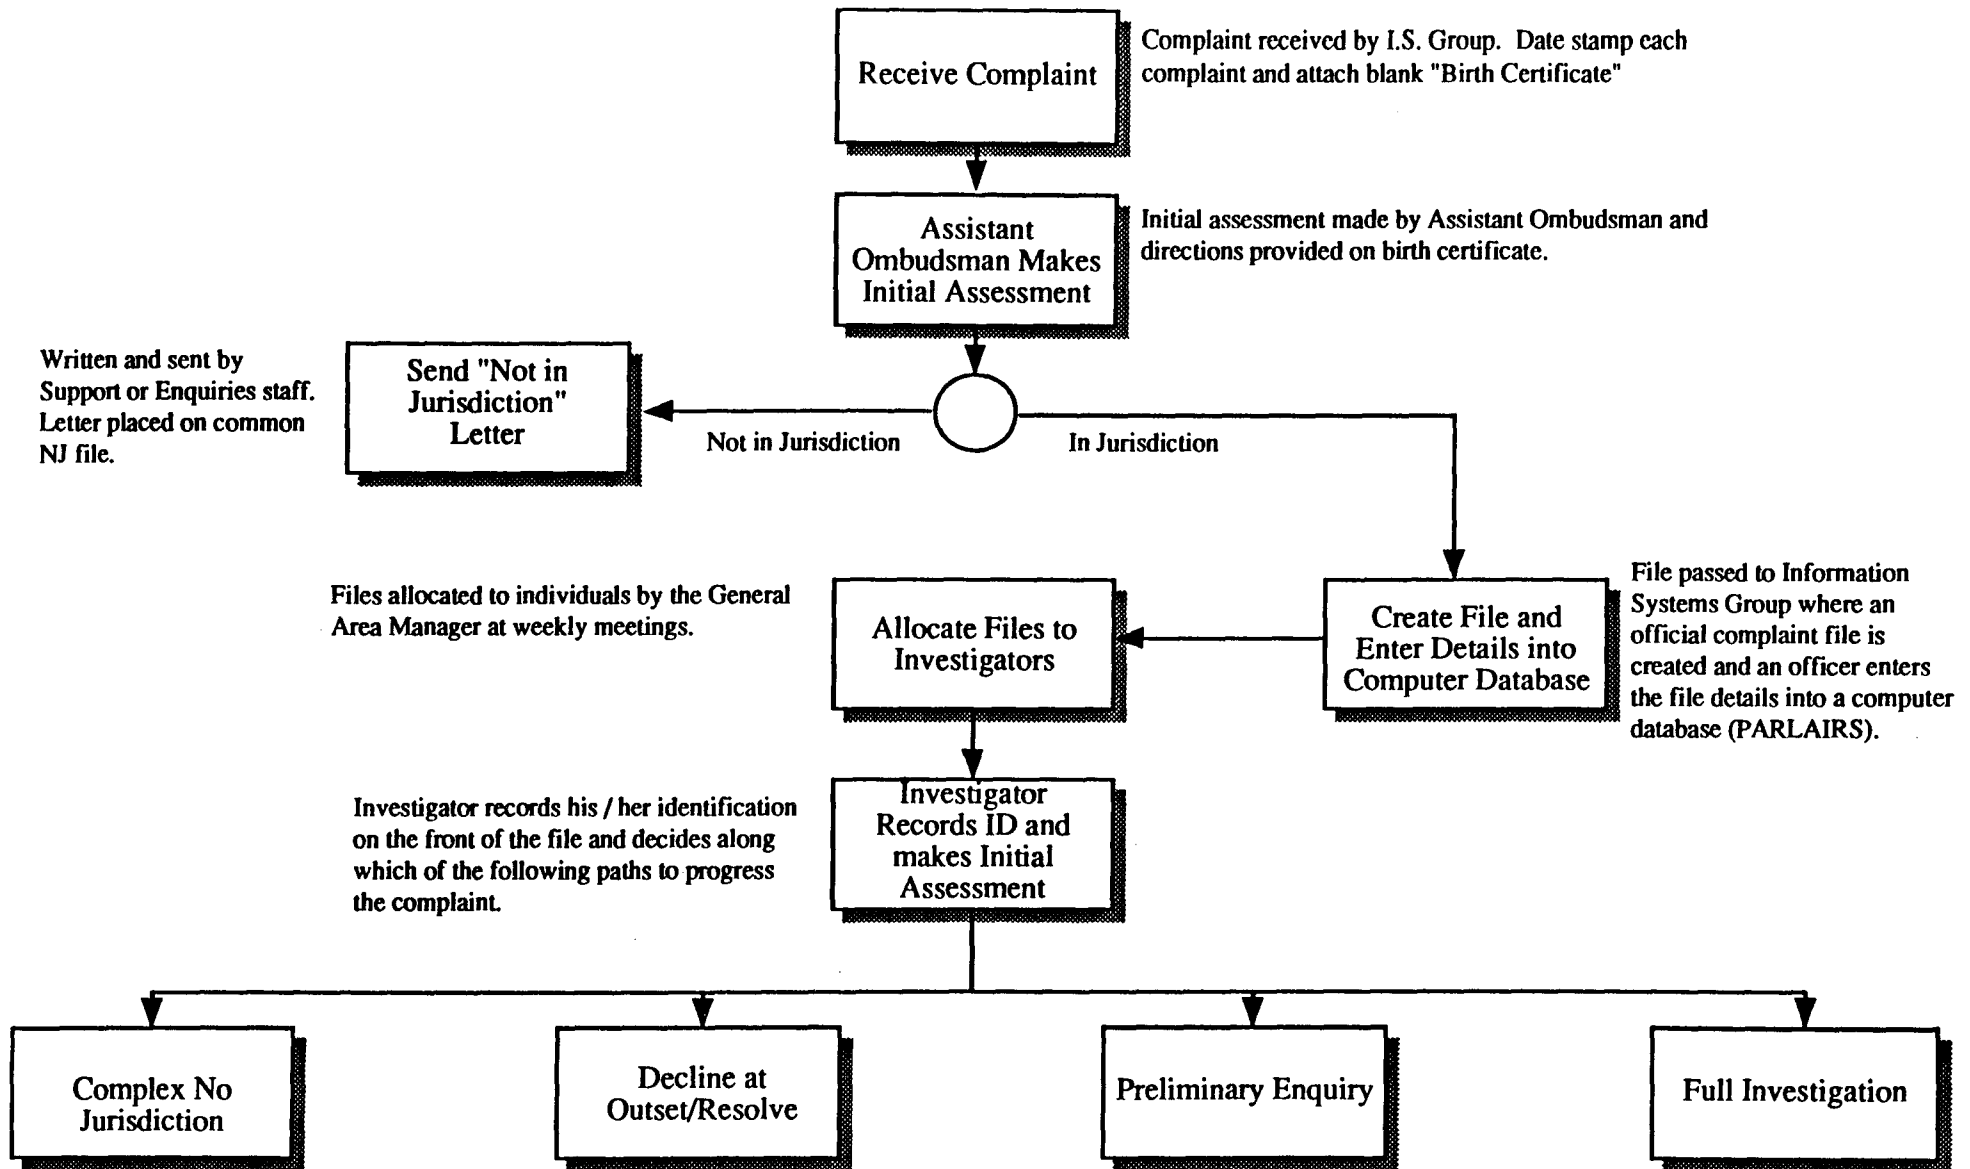 Receive Complaint
Complaint received by I.S. Group. Date stamp each
complaint and attach blank "Birth Certificate"
Assistant
Ombudsman Makes
Initial Assessment
Initial assessment made by Assistant Ombudsman and
directions provided on birth certificate.
Written and sent by
Support or Enquiries staff.
Letter placed on common
NJ file.
Send "Not in
Jurisdiction"
Letter
Not in Jurisdiction
In Jurisdiction
Files allocated to individuals by the General
Area Manager at weekly meetings.
Allocate Files to
Investigators
Create File and
Enter Details into
Computer Database
File passed to Information
Systems Group where an
official complaint file is
created and an officer enters
the file details into a computer
database (PARLAIRS).
Investigator records his / her identification
on the front of the file and decides along
which of the following paths to progress
the complaint.
Investigator
Records ID and
makes Initial
Assessment
Complex No
Jurisdiction
Decline at
Outset/Resolve
Preliminary Enquiry
Full Investigation